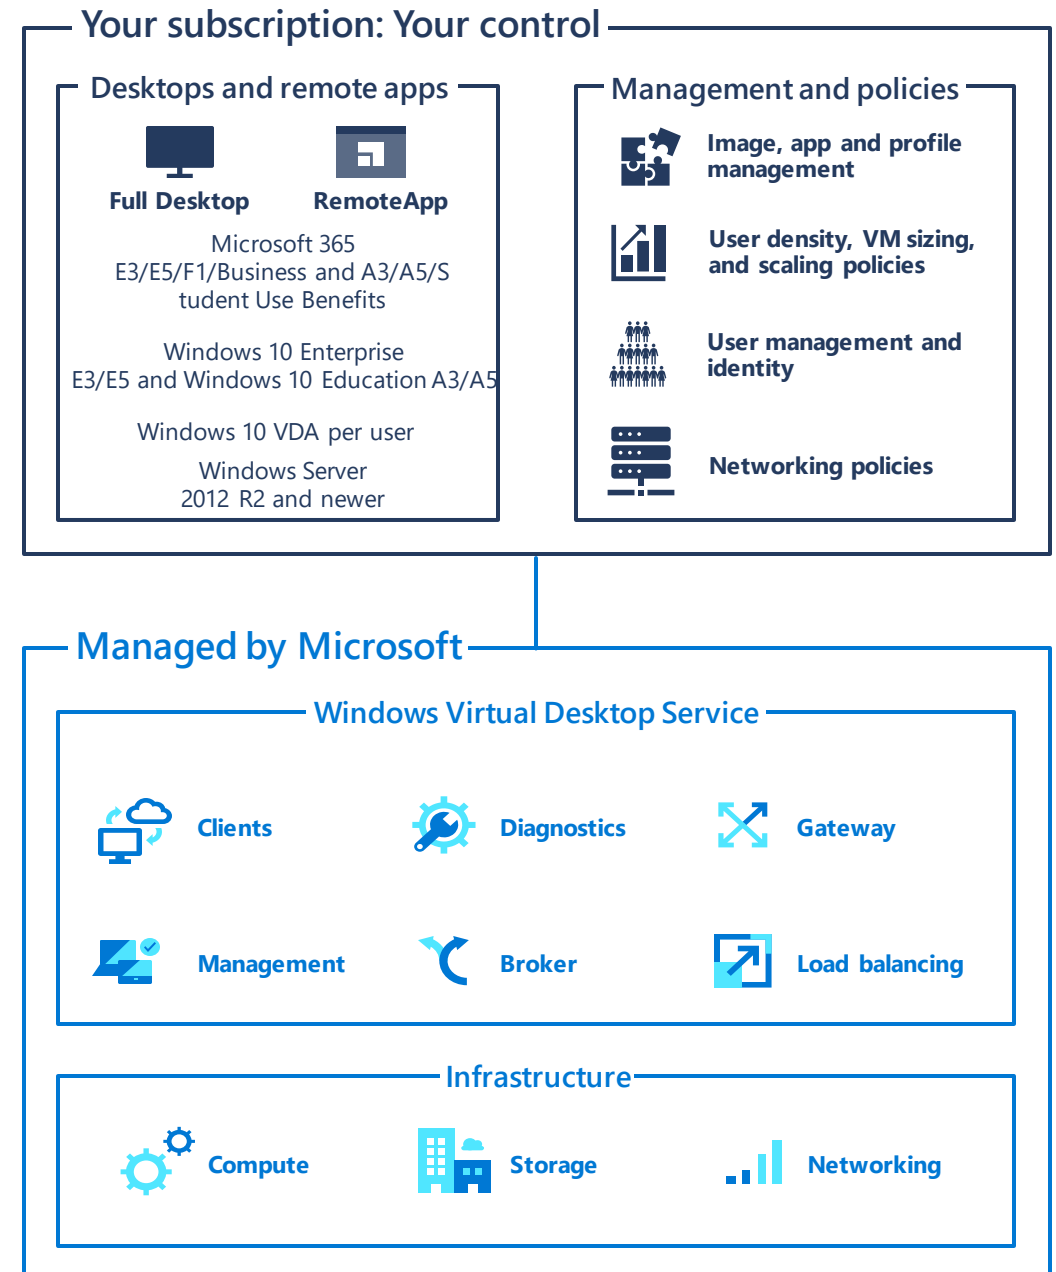 Your subscription: Your control
Desktops and remote apps
Full Desktop
RemoteApp
Microsoft 365
E3/E5/F1/Business and A3/A5/S
tudent Use Benefits
Windows 10 Enterprise
E3/E5 and Windows 10 Education A3/A5
Windows 10 VDA per user
Windows Server
2012 R2 and newer
Management and policies
Image, app and profile
management
User density, VM sizing,
and scaling policies
User management and
identity
Networking policies
Managed by Microsoft
Windows Virtual Desktop Service
Clients
Diagnostics
Gateway
Management
Broker
Load balancing
Infrastructure
Compute
Storage
Networking